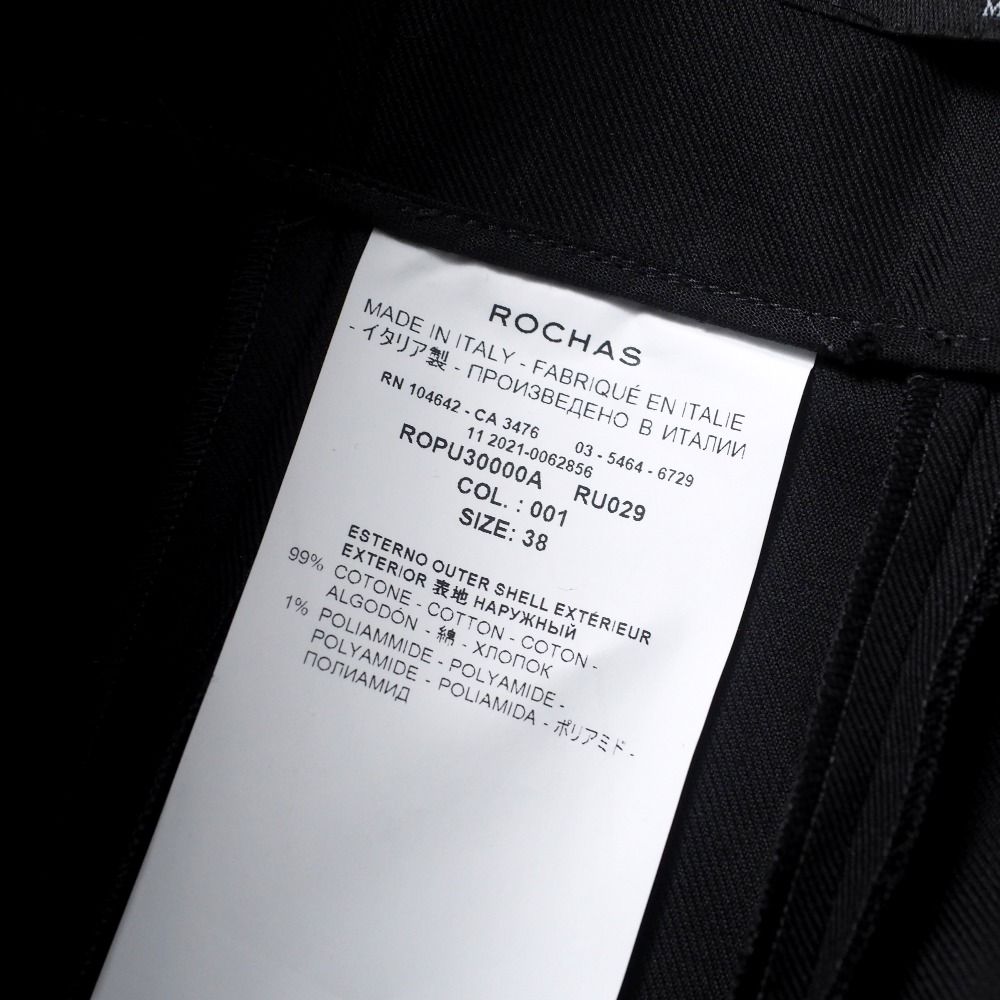 ROCHAS
MADE IN ITALY - FABRIQUÉ EN ITALIE
- イタリア製 - ПРОИЗВЕДЕНО В ИТАЛИИ
RN 104642 - CA 3476 03 - 5464 - 6729
11 2021-0062856
ROPU30000A RU029
COL. : 001
SIZE: 38
ESTERNO OUTER SHELL EXTÉRIEUR
EXTERIOR 表地 НАРУЖНЫЙ
99% COTONE - COTTON - COTON -
ALGODÓN - 綿 - ХЛОПОК
1% POLIAMMIDE - POLYAMIDE -
POLYAMIDE - POLIAMIDA - ポリアミド -
ПОЛИАМИД